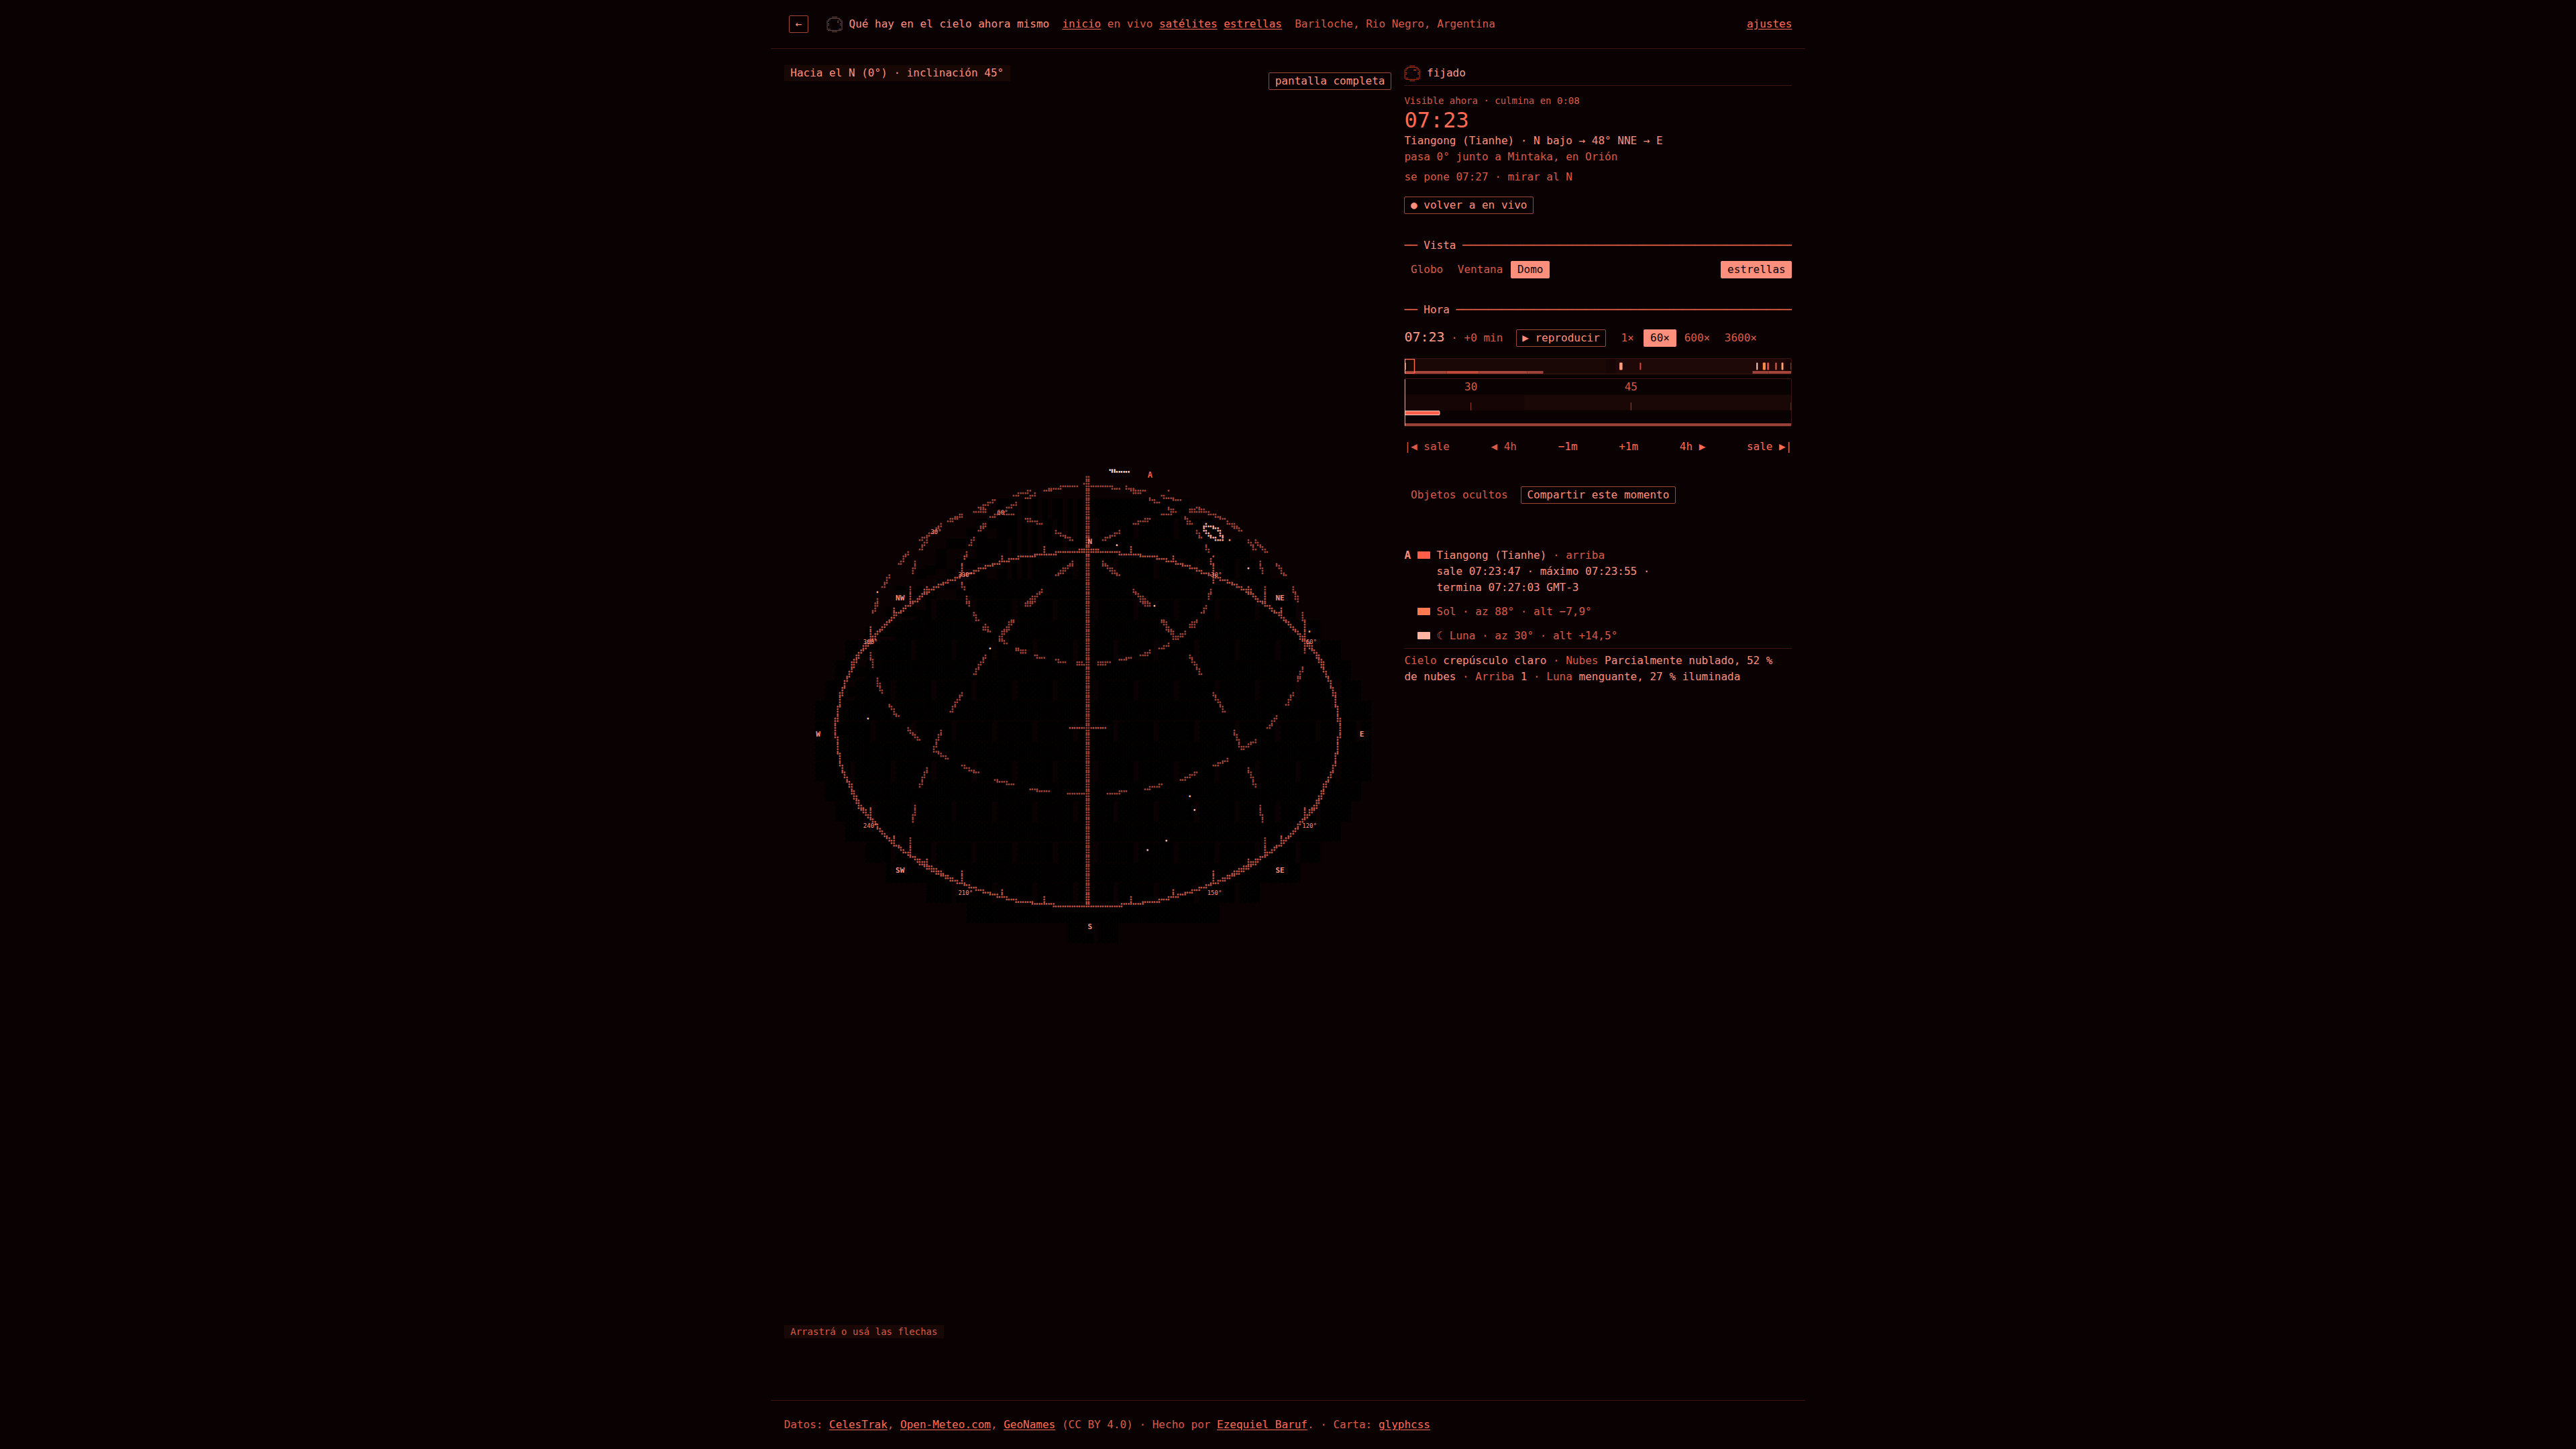 ← Qué hay en el cielo ahora mismo inicio en vivo satélites estrellas Bariloche, Rio Negro, Argentina ajustes
Hacia el N (0°) · inclinación 45°
pantalla completa
fijado
Visible ahora · culmina en 0:08
07:23
Tiangong (Tianhe) · N bajo → 48° NNE → E
pasa 0° junto a Mintaka, en Orión
se pone 07:27 · mirar al N
● volver a en vivo
Vista
Globo Ventana Domo estrellas
Hora
07:23 · +0 min ▶ reproducir 1× 60× 600× 3600×
30 45
|◀ sale ◀ 4h −1m +1m 4h ▶ sale ▶|
Objetos ocultos Compartir este momento
A Tiangong (Tianhe) · arriba
sale 07:23:47 · máximo 07:23:55 ·
termina 07:27:03 GMT-3
Sol · az 88° · alt −7,9°
☾ Luna · az 30° · alt +14,5°
Cielo crepúsculo claro · Nubes Parcialmente nublado, 52 %
de nubes · Arriba 1 · Luna menguante, 27 % iluminada
A
N
NW
NE
W
E
240°
120°
SW
SE
210°
150°
S
Arrastrá o usá las flechas
Datos: CelesTrak, Open-Meteo.com, GeoNames (CC BY 4.0) · Hecho por Ezequiel Baruf. · Carta: glyphcss